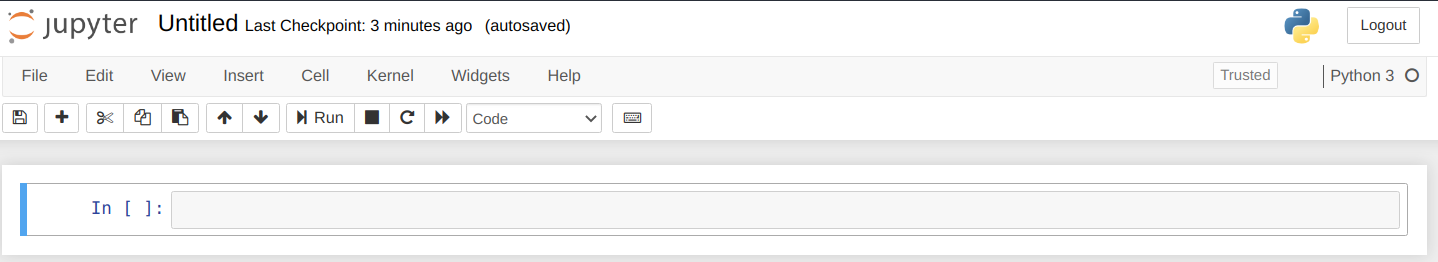 jupyter Untitled Last Checkpoint: 3 minutes ago (autosaved) Logout
File Edit View Insert Cell Kernel Widgets Help Trusted Python 3
Run Code
In [ ]: